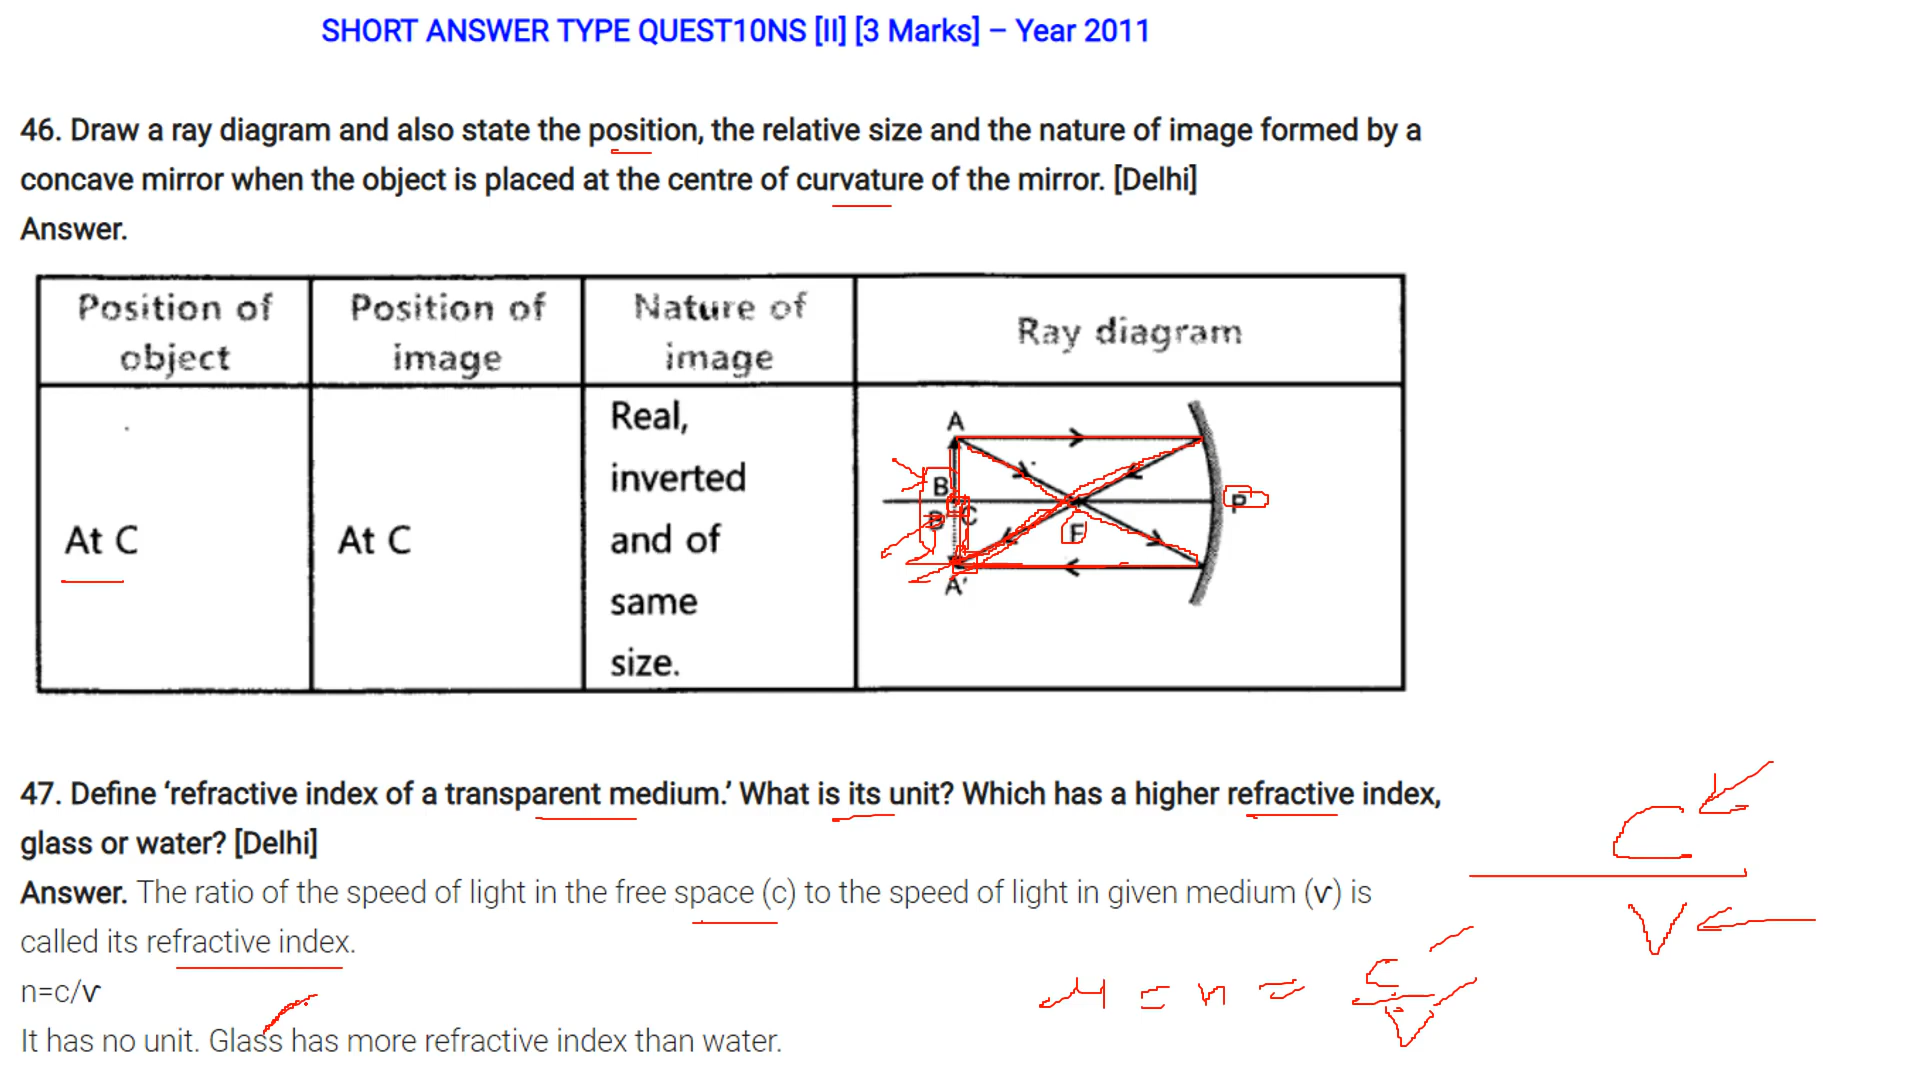 SHORT ANSWER TYPE QUEST10NS [II] [3 Marks] – Year 2011
46. Draw a ray diagram and also state the position, the relative size and the nature of image formed by a
concave mirror when the object is placed at the centre of curvature of the mirror. [Delhi]
Answer.
Position of object
Position of image
Nature of image
Ray diagram
At C
At C
Real,
inverted
and of
same
size.
A
B
B'
C
F
P
A'
47. Define ‘refractive index of a transparent medium.’ What is its unit? Which has a higher refractive index,
glass or water? [Delhi]
Answer. The ratio of the speed of light in the free space (c) to the speed of light in given medium (v) is
called its refractive index.
n=c/v
It has no unit. Glass has more refractive index than water.
C
V
μ = n = c
v